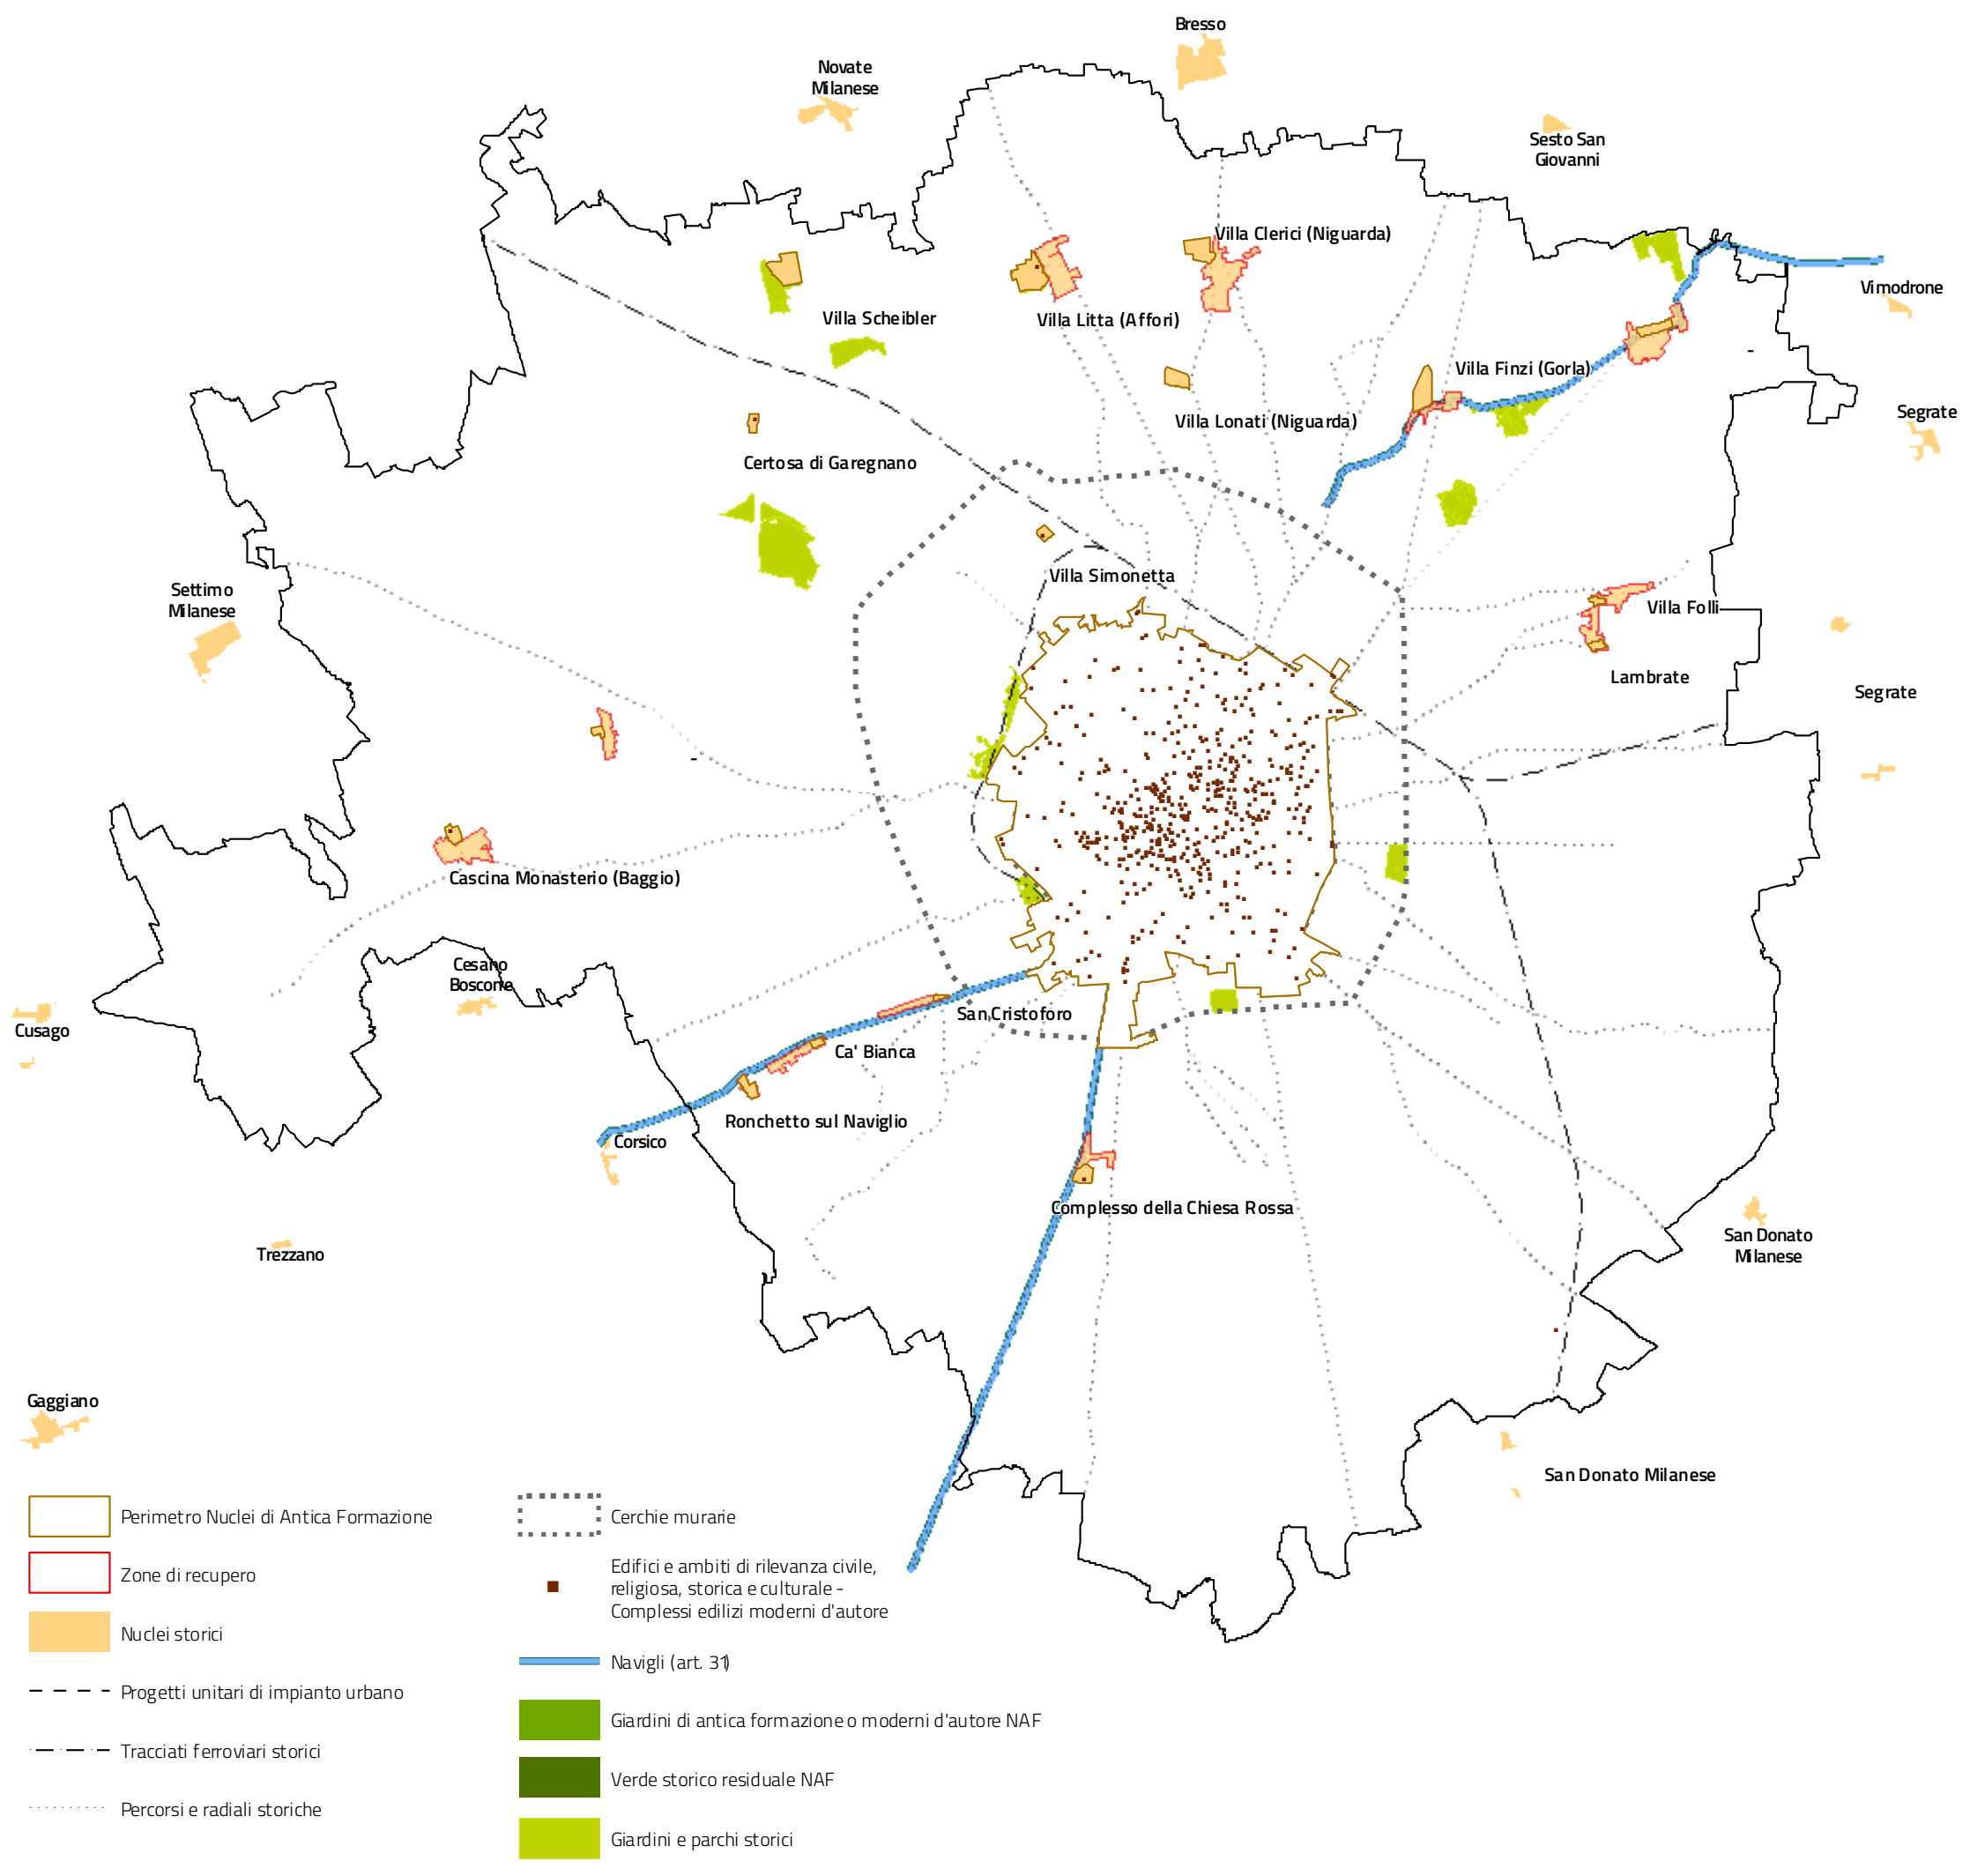 Bresso
Novate
Milanese
Sesto San
Giovanni
Villa Clerici (Niguarda)
Vimodrone
Villa Scheibler
Villa Litta (Affori)
Villa Finzi (Gorla)
Segrate
Villa Lonati (Niguarda)
Certosa di Garegnano
Villa Simonetta
Settimo
Milanese
Villa Folli
Lambrate
Segrate
Cascina Monasterio (Baggio)
Cesano
Boscone
Cusago
San Cristoforo
Ca' Bianca
Ronchetto sul Naviglio
Corsico
Complesso della Chiesa Rossa
San Donato
Milanese
Trezzano
Gaggiano
San Donato Milanese
Perimetro Nuclei di Antica Formazione
Zone di recupero
Nuclei storici
Progetti unitari di impianto urbano
Tracciati ferroviari storici
Percorsi e radiali storiche
Cerchie murarie
Edifici e ambiti di rilevanza civile,
religiosa, storica e culturale -
Complessi edilizi moderni d'autore
Navigli (art. 31)
Giardini di antica formazione o moderni d'autore NAF
Verde storico residuale NAF
Giardini e parchi storici